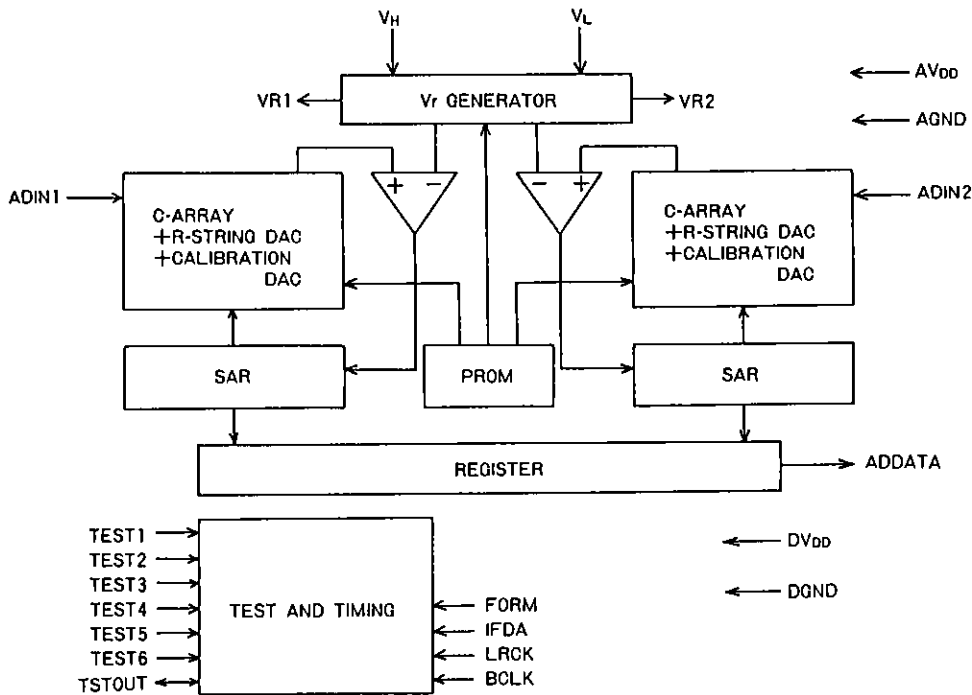 VH
VL
VR1
Vr GENERATOR
VR2
AVDD
AGND
+
−
−
+
ADIN1
C-ARRAY
+R-STRING DAC
+CALIBRATION
DAC
C-ARRAY
+R-STRING DAC
+CALIBRATION
DAC
ADIN2
SAR
PROM
SAR
REGISTER
ADDATA
TEST1
TEST2
TEST3
TEST4
TEST5
TEST6
TSTOUT
TEST AND TIMING
FORM
IFDA
LRCK
BCLK
DVDD
DGND